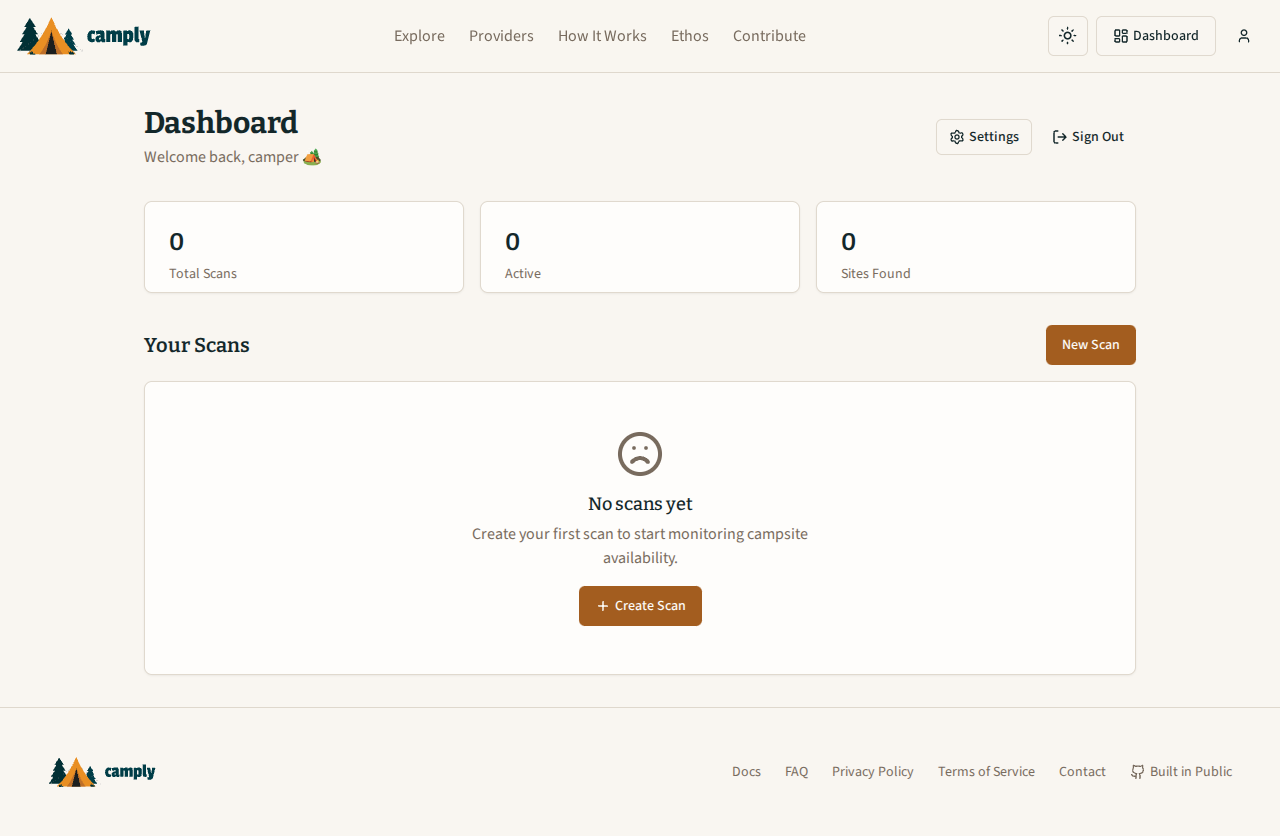 camply
Explore
Providers
How It Works
Ethos
Contribute
Dashboard
Dashboard
Welcome back, camper 🏕️
Settings
Sign Out
0
Total Scans
0
Active
0
Sites Found
Your Scans
New Scan
No scans yet
Create your first scan to start monitoring campsite
availability.
Create Scan
camply
Docs
FAQ
Privacy Policy
Terms of Service
Contact
Built in Public